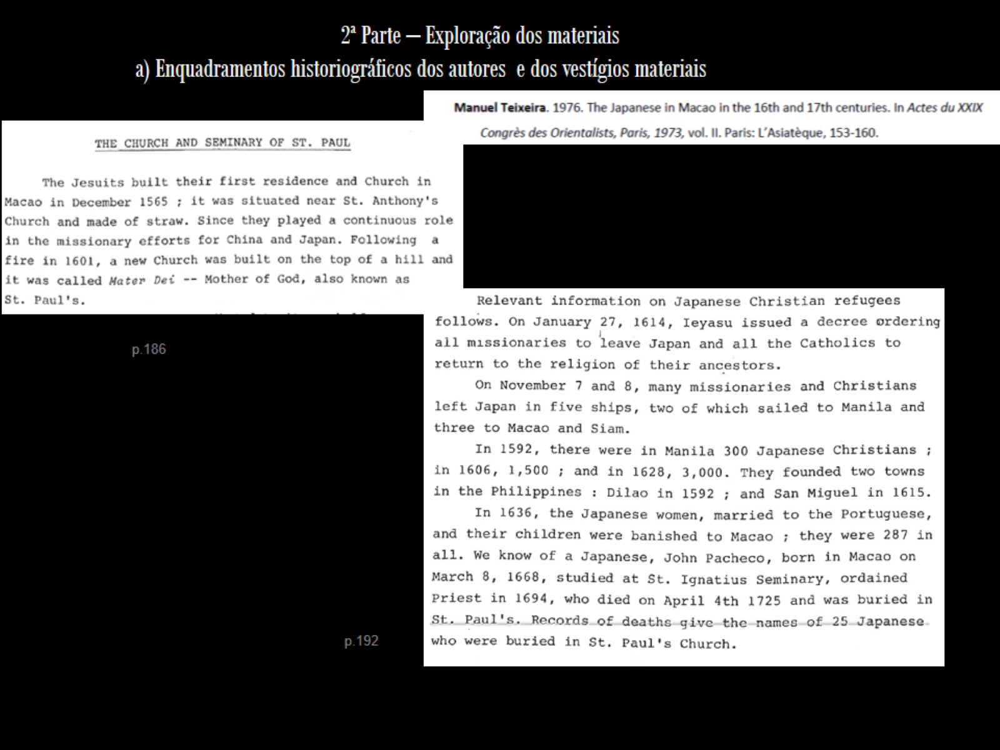 2ª Parte – Exploração dos materiais
a) Enquadramentos historiográficos dos autores e dos vestígios materiais
Manuel Teixeira. 1976. The Japanese in Macao in the 16th and 17th centuries. In Actes du XXIX
Congrès des Orientalists, Paris, 1973, vol. II. Paris: L'Asiatèque, 153-160.
THE CHURCH AND SEMINARY OF ST. PAUL
The Jesuits built their first residence and Church in
Macao in December 1565 ; it was situated near St. Anthony's
Church and made of straw. Since they played a continuous role
in the missionary efforts for China and Japan. Following a
fire in 1601, a new Church was built on the top of a hill and
it was called Mater Dei -- Mother of God, also known as
St. Paul's.
p.186
Relevant information on Japanese Christian refugees
follows. On January 27, 1614, Ieyasu issued a decree ordering
all missionaries to leave Japan and all the Catholics to
return to the religion of their ancestors.
On November 7 and 8, many missionaries and Christians
left Japan in five ships, two of which sailed to Manila and
three to Macao and Siam.
In 1592, there were in Manila 300 Japanese Christians ;
in 1606, 1,500 ; and in 1628, 3,000. They founded two towns
in the Philippines : Dilao in 1592 ; and San Miguel in 1615.
In 1636, the Japanese women, married to the Portuguese,
and their children were banished to Macao ; they were 287 in
all. We know of a Japanese, John Pacheco, born in Macao on
March 8, 1668, studied at St. Ignatius Seminary, ordained
Priest in 1694, who died on April 4th 1725 and was buried in
St. Paul's. Records of deaths give the names of 25 Japanese
who were buried in St. Paul's Church.
p.192